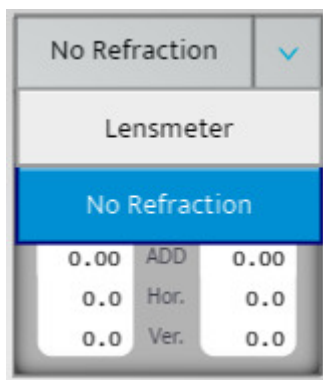 No Refraction
Lensmeter
No Refraction
0.00 ADD 0.00
0.0 Hor. 0.0
0.0 Ver. 0.0